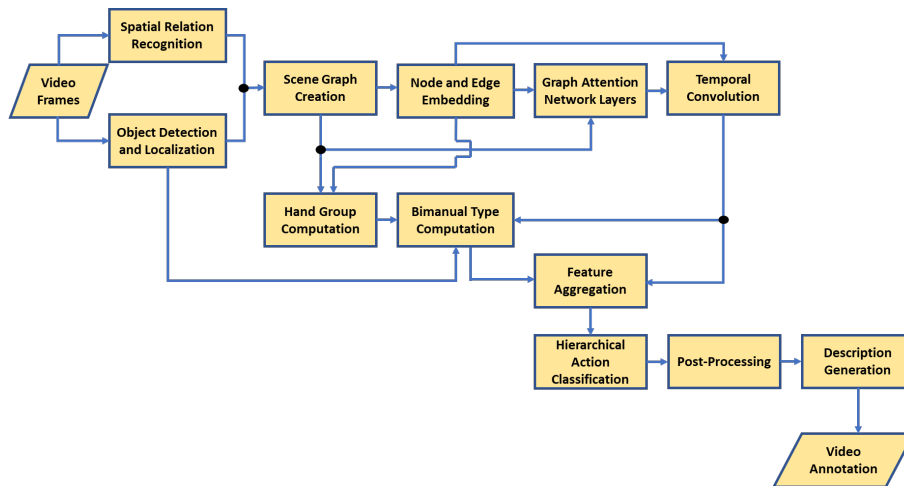 Spatial Relation
Recognition
Video
Frames
Object Detection
and Localization
Scene Graph
Creation
Node and Edge
Embedding
Graph Attention
Network Layers
Temporal
Convolution
Hand Group
Computation
Bimanual Type
Computation
Feature
Aggregation
Hierarchical
Action
Classification
Post-Processing
Description
Generation
Video
Annotation